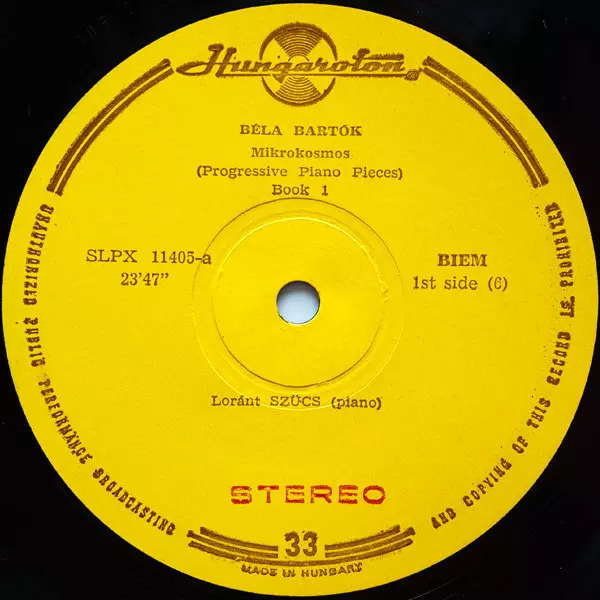 Hungaroton
BÉLA BARTÓK
Mikrokosmos
(Progressive Piano Pieces)
Book 1
SLPX 11405-a
23'47"
BIEM
1st side (6)
Loránt SZÜCS (piano)
STEREO
33
MADE IN HUNGARY
UNAUTHORIZED PUBLIC PERFORMANCE BROADCASTING
AND COPYING OF THIS RECORD IS PROHIBITED